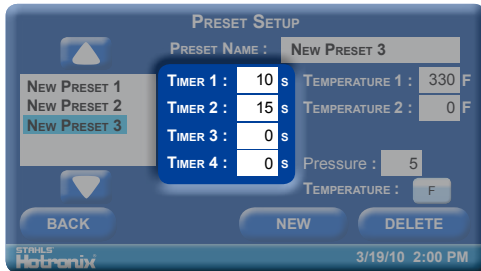 PRESET SETUP
PRESET NAME : NEW PRESET 3
NEW PRESET 1
NEW PRESET 2
NEW PRESET 3
TIMER 1 : 10 S TEMPERATURE 1 : 330 F
TIMER 2 : 15 S TEMPERATURE 2 : 0 F
TIMER 3 : 0 S
TIMER 4 : 0 S Pressure : 5
TEMPERATURE : F
BACK NEW DELETE
STAHLS' Hotronix 3/19/10 2:00 PM